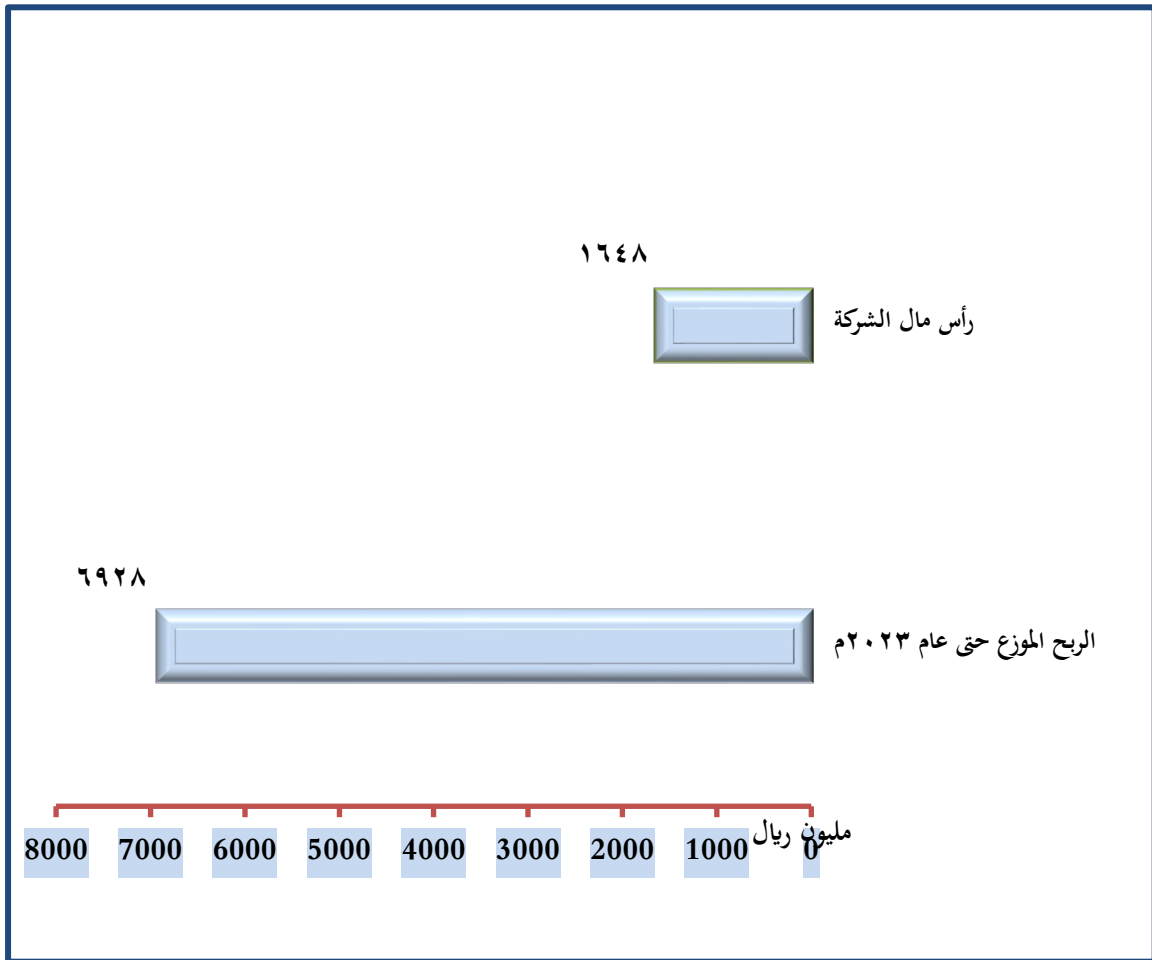 ١٦٤٨
رأس مال الشركة
٦٩٢٨
الربح الموزع حتى عام ٢٠٢٣م
مليون ريال
8000 7000 6000 5000 4000 3000 2000 1000 0